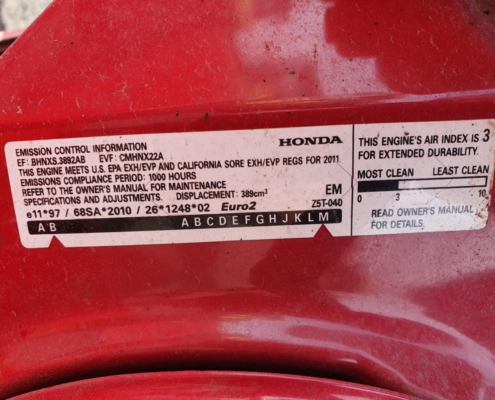 EMISSION CONTROL INFORMATION HONDA
EF: BHNXS.3892AB EVF: CMHNX22A
THIS ENGINE MEETS U.S. EPA EXH/EVP AND CALIFORNIA SORE EXH/EVP REGS FOR 2011
EMISSIONS COMPLIANCE PERIOD: 1000 HOURS
REFER TO THE OWNER'S MANUAL FOR MAINTENANCE
SPECIFICATIONS AND ADJUSTMENTS. DISPLACEMENT: 389cm³ EM
e11*97 / 68SA*2010 / 26*1248*02 Euro2 Z5T-040
AB ABCDEFGHJKLM
THIS ENGINE'S AIR INDEX IS 3
FOR EXTENDED DURABILITY.
MOST CLEAN LEAST CLEAN
0 3 10
READ OWNER'S MANUAL
FOR DETAILS.